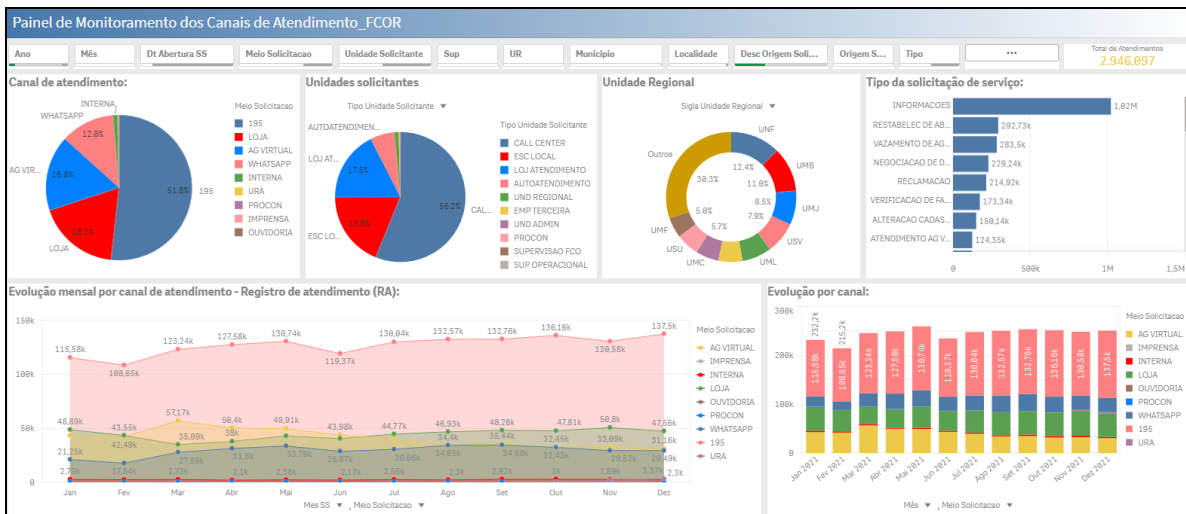 Painel de Monitoramento dos Canais de Atendimento_FCOR
Ano Mês Dt Abertura SS Meio Solicitacao Unidade Solicitante Sup UR Município Localidade Desc Origem Soli... Origem S... Tipo ...
Total de Atendimentos
2.946.097
Canal de atendimento:
INTERNA
WHATSAPP
12.0%
AG VIR...
16.8%
51.8%
195
LOJA
Meio Solicitacao
195
LOJA
AG VIRTUAL
WHATSAPP
INTERNA
URA
PROCON
IMPRENSA
OUVIDORIA
Unidades solicitantes
Tipo Unidade Solicitante
AUTOATENDIMEN...
LOJ AT...
17.5%
56.2%
CAL...
ESC LO...
Tipo Unidade Solicitante
CALL CENTER
ESC LOCAL
LOJ ATENDIMENTO
AUTOATENDIMENTO
UND REGIONAL
EMP TERCEIRA
UND ADMIN
PROCON
SUPERVISAO FCO
SUP OPERACIONAL
Unidade Regional
Sigla Unidade Regional
Outros
UNF
30.3%
12.4%
UMB
11.0%
8.5%
UMJ
5.0%
7.9%
5.7%
UMF
USV
USU
UMC
UML
Tipo da solicitação de serviço:
INFORMACOES
1,02M
RESTABELEC DE AB...
292,73k
VAZAMENTO DE AG...
283,5k
NEGOCIACAO DE D...
229,24k
RECLAMACAO
214,92k
VERIFICACAO DE FA...
173,34k
ALTERACAO CADAS...
150,14k
ATENDIMENTO AG V...
124,35k
0 500k 1M 1,5M
Evolução mensal por canal de atendimento - Registro de atendimento (RA):
150k
100k
50k
0
115,58k 108,65k 123,24k 127,58k 130,74k 119,37k 130,04k 132,57k 132,76k 136,16k 130,58k 137,5k
48,89k 43,55k 57,17k 50,4k 49,91k 43,98k 44,77k 46,93k 48,26k 47,81k 50,8k 47,56k
42,49k 35,09k 38k 34,4k 35,44k 32,46k 33,09k 31,16k
21,25k 17,84k 27,89k 31,5k 33,76k 28,87k 30,66k 34,65k 34,68k 32,43k 29,52k 29,49k
2,79k 2,73k 2,1k 2,38k 2,17k 2,66k 2,3k 2,92k 3k 2,69k 3,37k 2,3k
Jan Fev Mar Abr Mai Jun Jul Ago Set Out Nov Dez
Mes SS , Meio Solicitacao
Meio Solicitacao
AG VIRTUAL
IMPRENSA
INTERNA
LOJA
OUVIDORIA
PROCON
WHATSAPP
195
URA
Evolução por canal:
300k
200k
100k
0
232,2k 215,2k
115,58k 108,65k 123,24k 127,58k 130,74k 119,37k 130,04k 132,57k 132,76k 136,16k 130,58k 137,5k
Jan 2021 Fev 2021 Mar 2021 Abr 2021 Mai 2021 Jun 2021 Jul 2021 Ago 2021 Set 2021 Out 2021 Nov 2021 Dez 2021
Mês , Meio Solicitacao
Meio Solicitacao
AG VIRTUAL
IMPRENSA
INTERNA
LOJA
OUVIDORIA
PROCON
WHATSAPP
195
URA